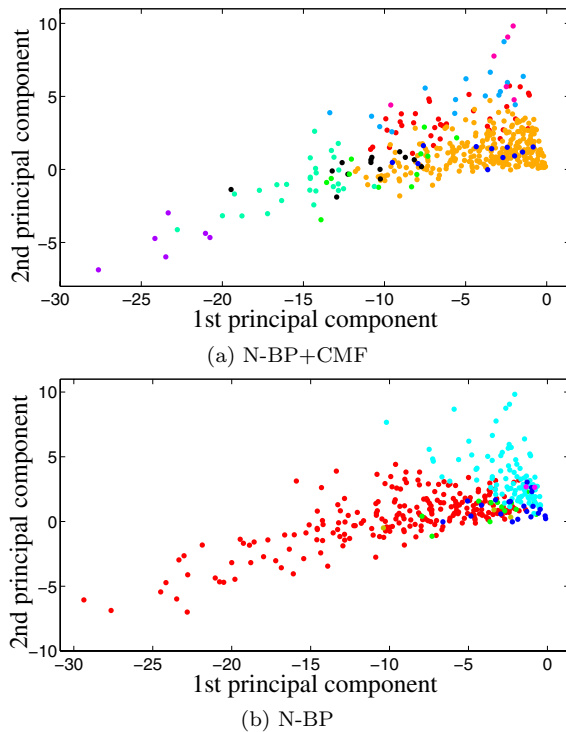 10
5
0
−5
2nd principal component
−30 −25 −20 −15 −10 −5 0
1st principal component
(a) N-BP+CMF
10
5
0
−5
−10
2nd principal component
−30 −25 −20 −15 −10 −5 0
1st principal component
(b) N-BP